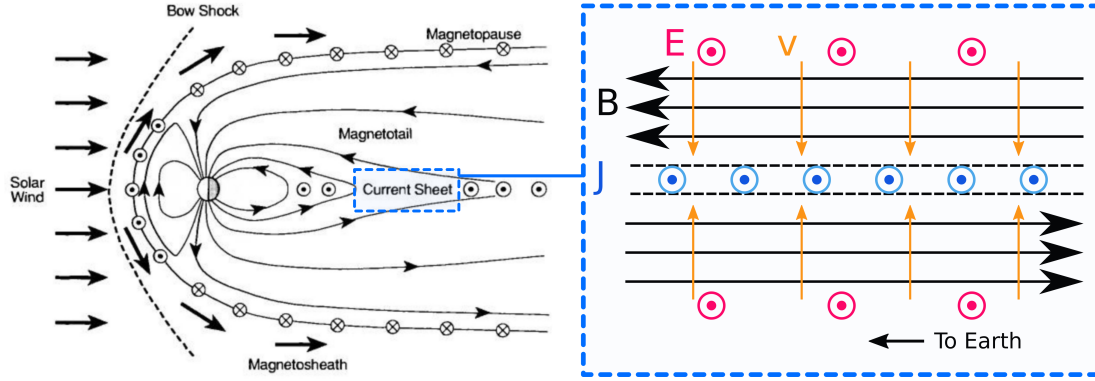 Bow Shock
Magnetopause
Magnetotail
Solar
Wind
Current Sheet
Magnetosheath
E
v
B
J
To Earth